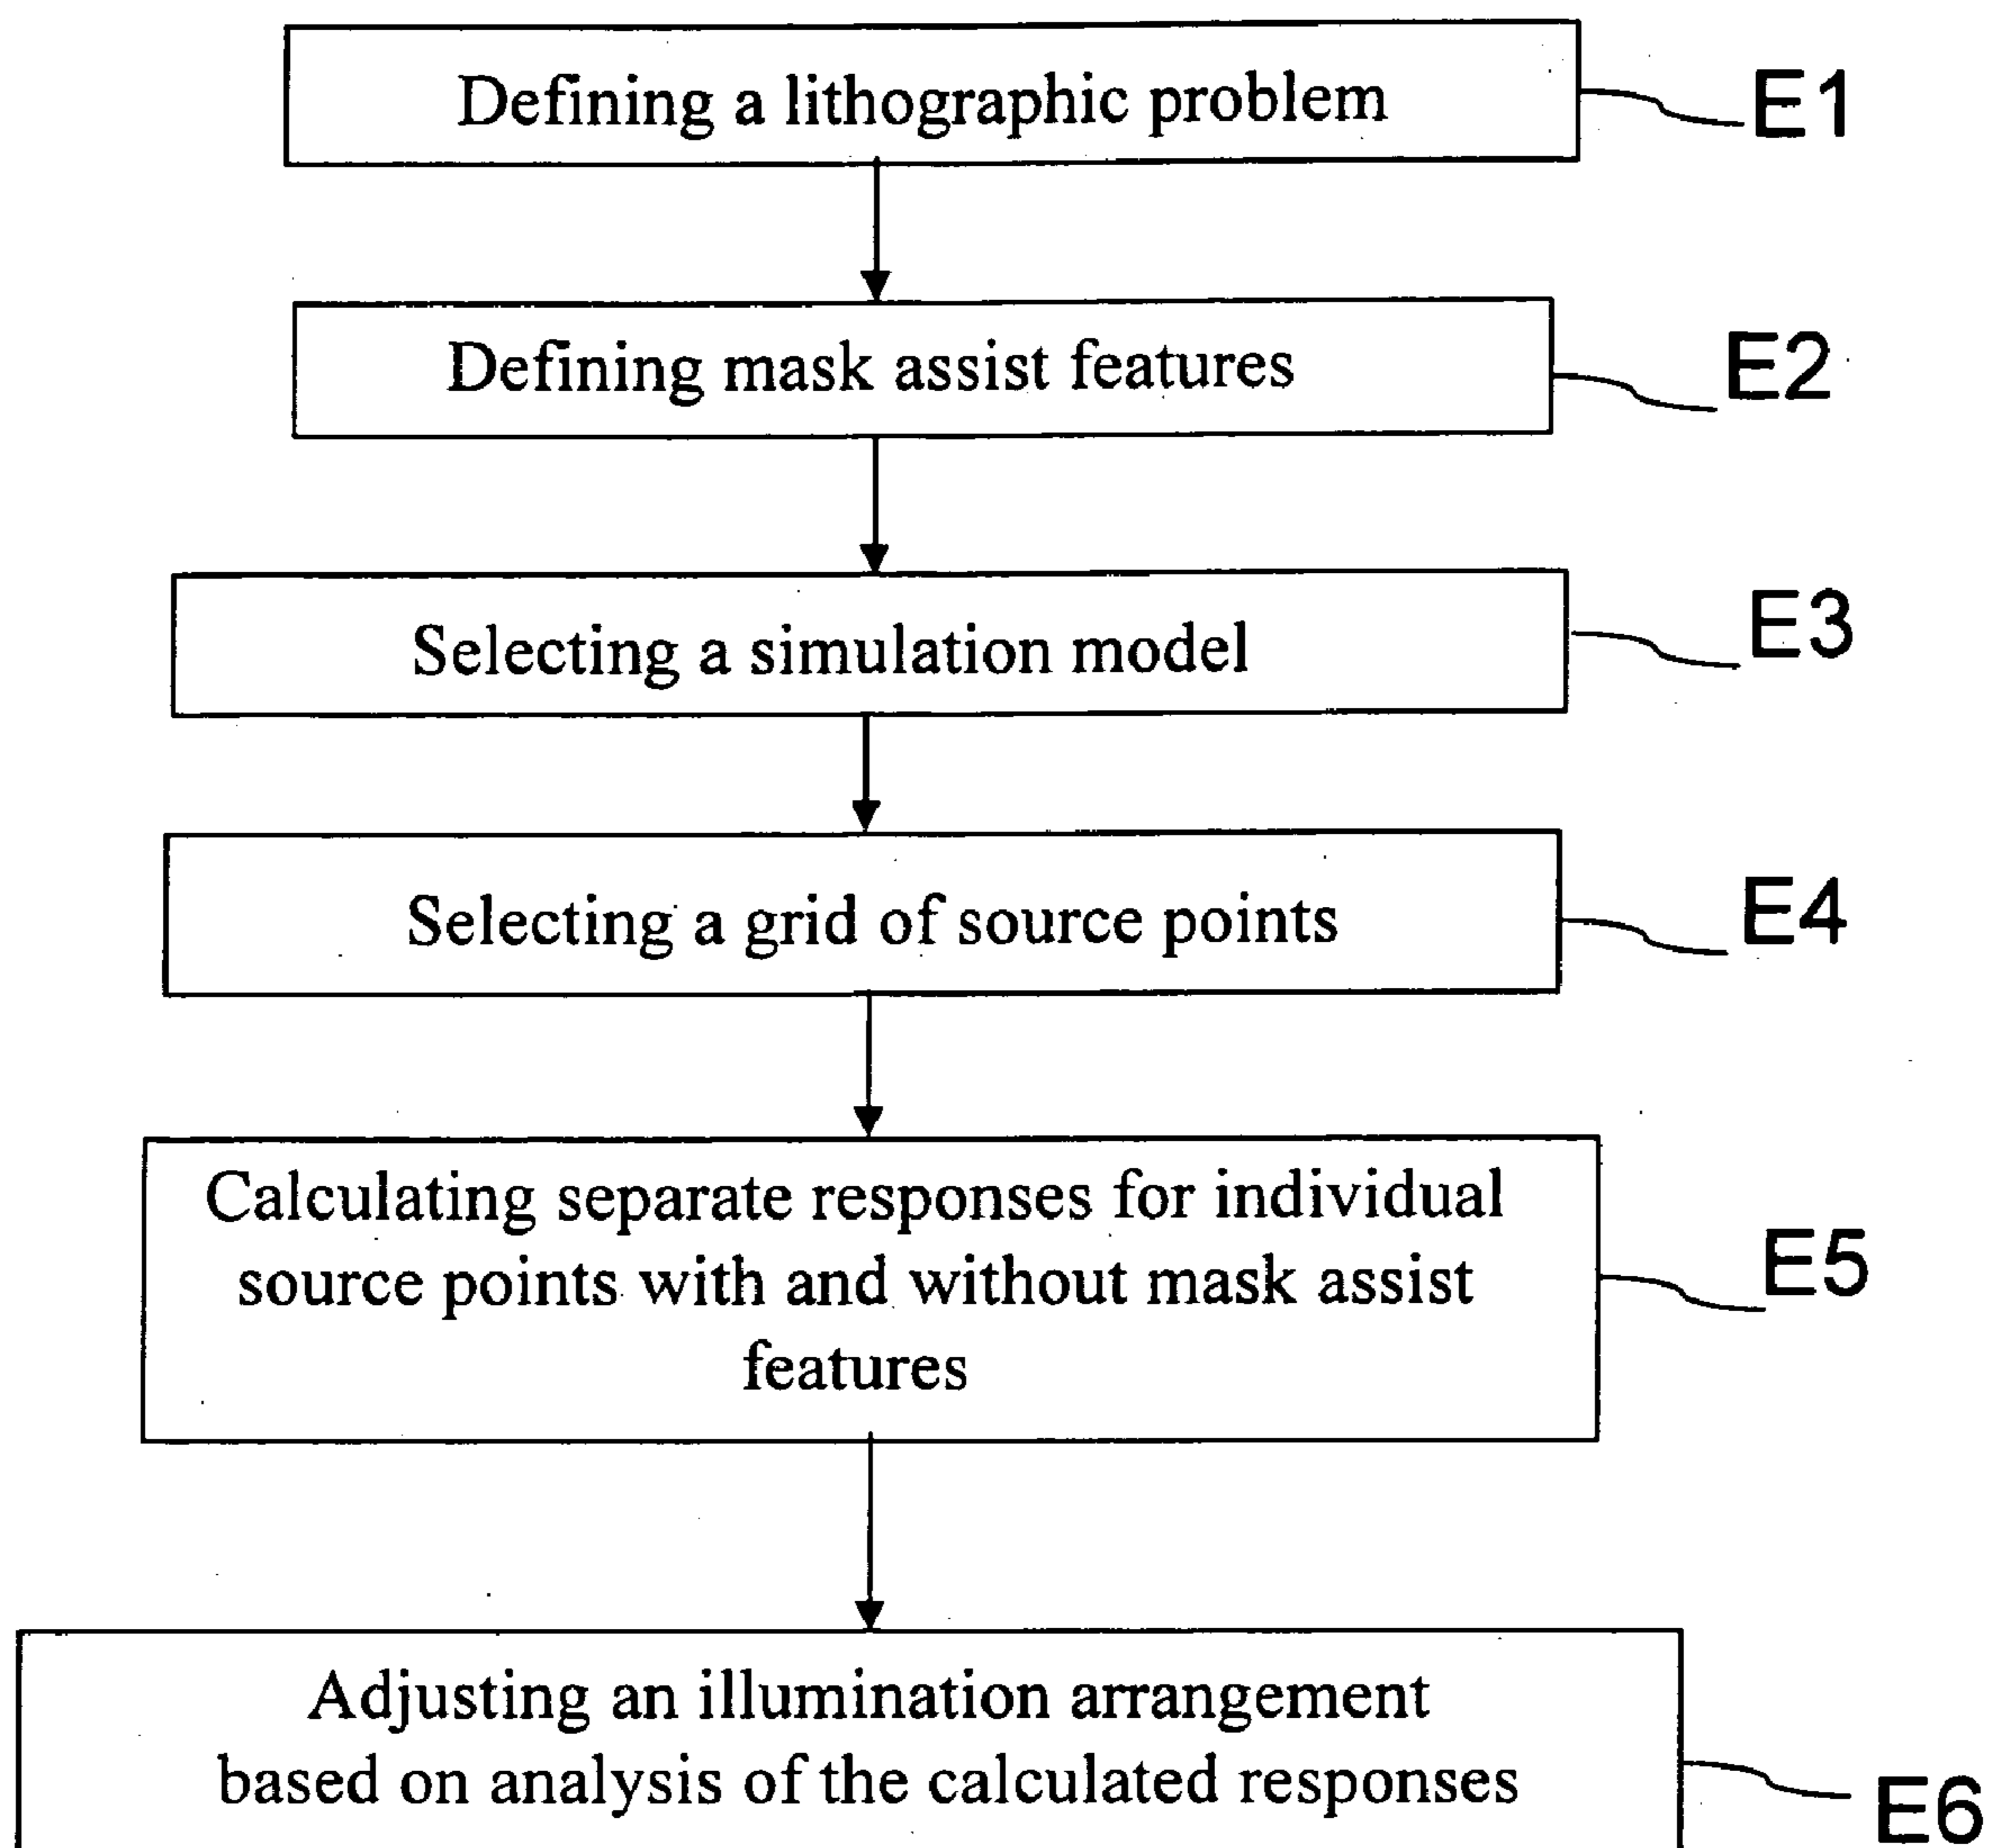 Defining a lithographic problem
E1
Defining mask assist features
E2
Selecting a simulation model
E3
Selecting a grid of source points
E4
Calculating separate responses for individual
source points with and without mask assist
features
E5
Adjusting an illumination arrangement
based on analysis of the calculated responses
E6